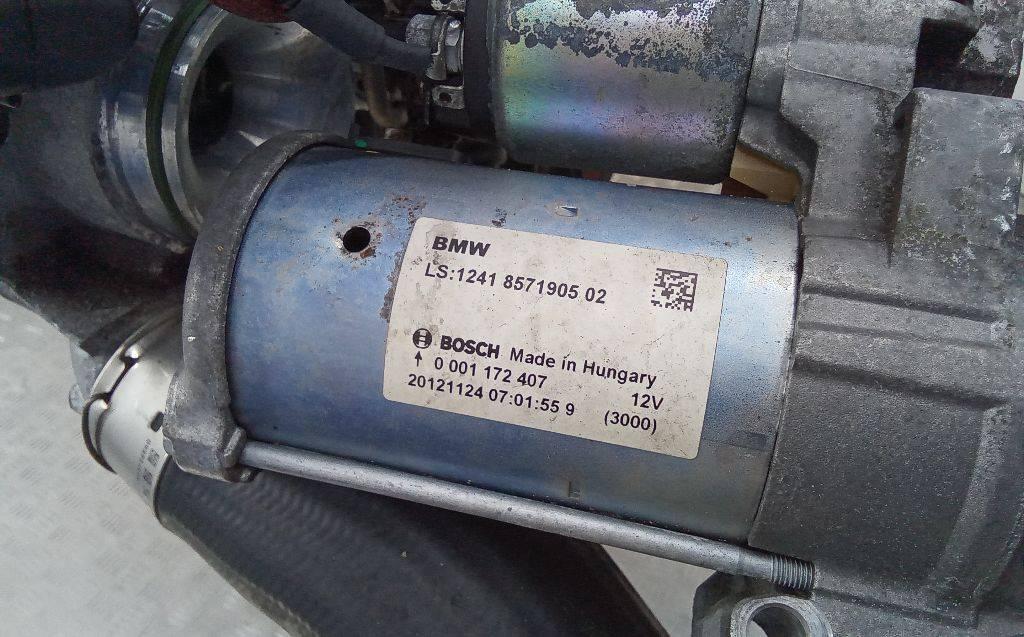 BMW
LS:1241 8571905 02
BOSCH Made in Hungary
↑ 0 001 172 407
12V
20121124 07:01:55 9
(3000)